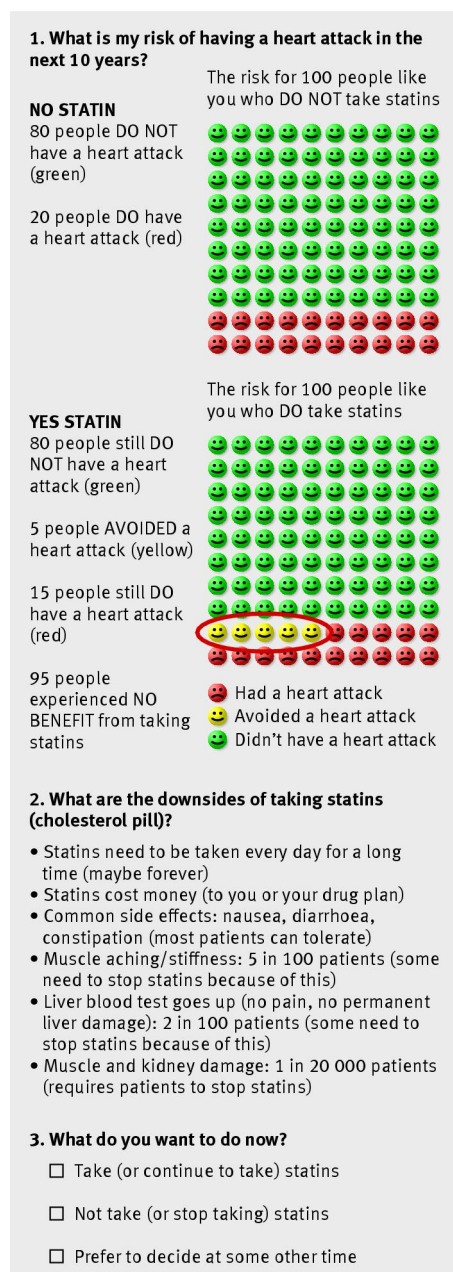 1. What is my risk of having a heart attack in the
next 10 years?
The risk for 100 people like
you who DO NOT take statins
NO STATIN
80 people DO NOT
have a heart attack
(green)
20 people DO have
a heart attack (red)
The risk for 100 people like
you who DO take statins
YES STATIN
80 people still DO
NOT have a heart
attack (green)
5 people AVOIDED a
heart attack (yellow)
15 people still DO
have a heart attack
(red)
95 people
experienced NO
BENEFIT from taking
statins
Had a heart attack
Avoided a heart attack
Didn't have a heart attack
2. What are the downsides of taking statins
(cholesterol pill)?
• Statins need to be taken every day for a long
time (maybe forever)
• Statins cost money (to you or your drug plan)
• Common side effects: nausea, diarrhoea,
constipation (most patients can tolerate)
• Muscle aching/stiffness: 5 in 100 patients (some
need to stop statins because of this)
• Liver blood test goes up (no pain, no permanent
liver damage): 2 in 100 patients (some need to
stop statins because of this)
• Muscle and kidney damage: 1 in 20 000 patients
(requires patients to stop statins)
3. What do you want to do now?
☐ Take (or continue to take) statins
☐ Not take (or stop taking) statins
☐ Prefer to decide at some other time